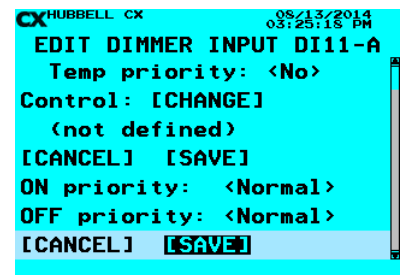 CX HUBBELL CX 08/13/2014
03:25:18 PM
EDIT DIMMER INPUT DI11-A
Temp priority: <No>
Control: [CHANGE]
(not defined)
[CANCEL] [SAVE]
ON priority: <Normal>
OFF priority: <Normal>
[CANCEL] [SAVE]